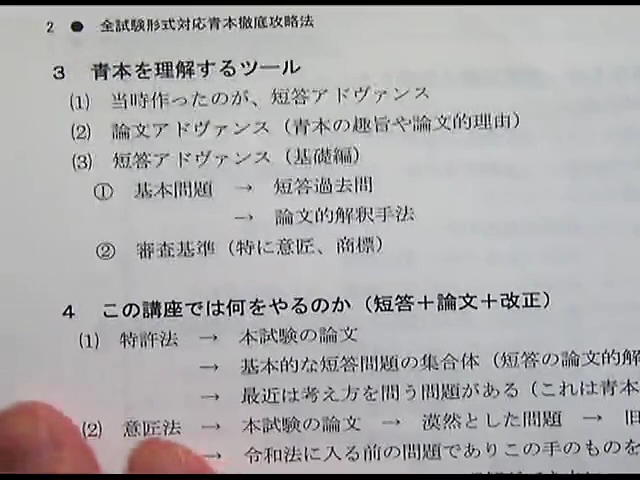 2 ● 全試験形式対応青本徹底攻略法
3 青本を理解するツール
(1) 当時作ったのが、短答アドヴァンス
(2) 論文アドヴァンス（青本の趣旨や論文的理由）
(3) 短答アドヴァンス（基礎編）
① 基本問題 → 短答過去問
→ 論文的解釈手法
② 審査基準（特に意匠、商標）
4 この講座では何をやるのか（短答＋論文＋改正）
(1) 特許法 → 本試験の論文
→ 基本的な短答問題の集合体（短答の論文的解
→ 最近は考え方を問う問題がある（これは青本
(2) 意匠法 → 本試験の論文 → 漠然とした問題 → 旧
→ 令和法に入る前の問題でありこの手のものを